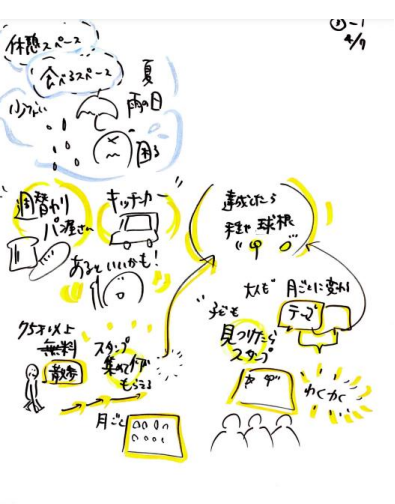 ①-1
4/7
休憩スペース
食べるスペース
少ない
夏
雨の日
困る
週替わり
パン屋さん
キッチンカー
あるといいかも!
達成したら
種や球根
75才以上
無料
散歩
スタンプ
集めて
もらえる
月ごと
子ども
大人も
月ごとに変わる
テーマ
見つけたら
スタンプ
わくわく